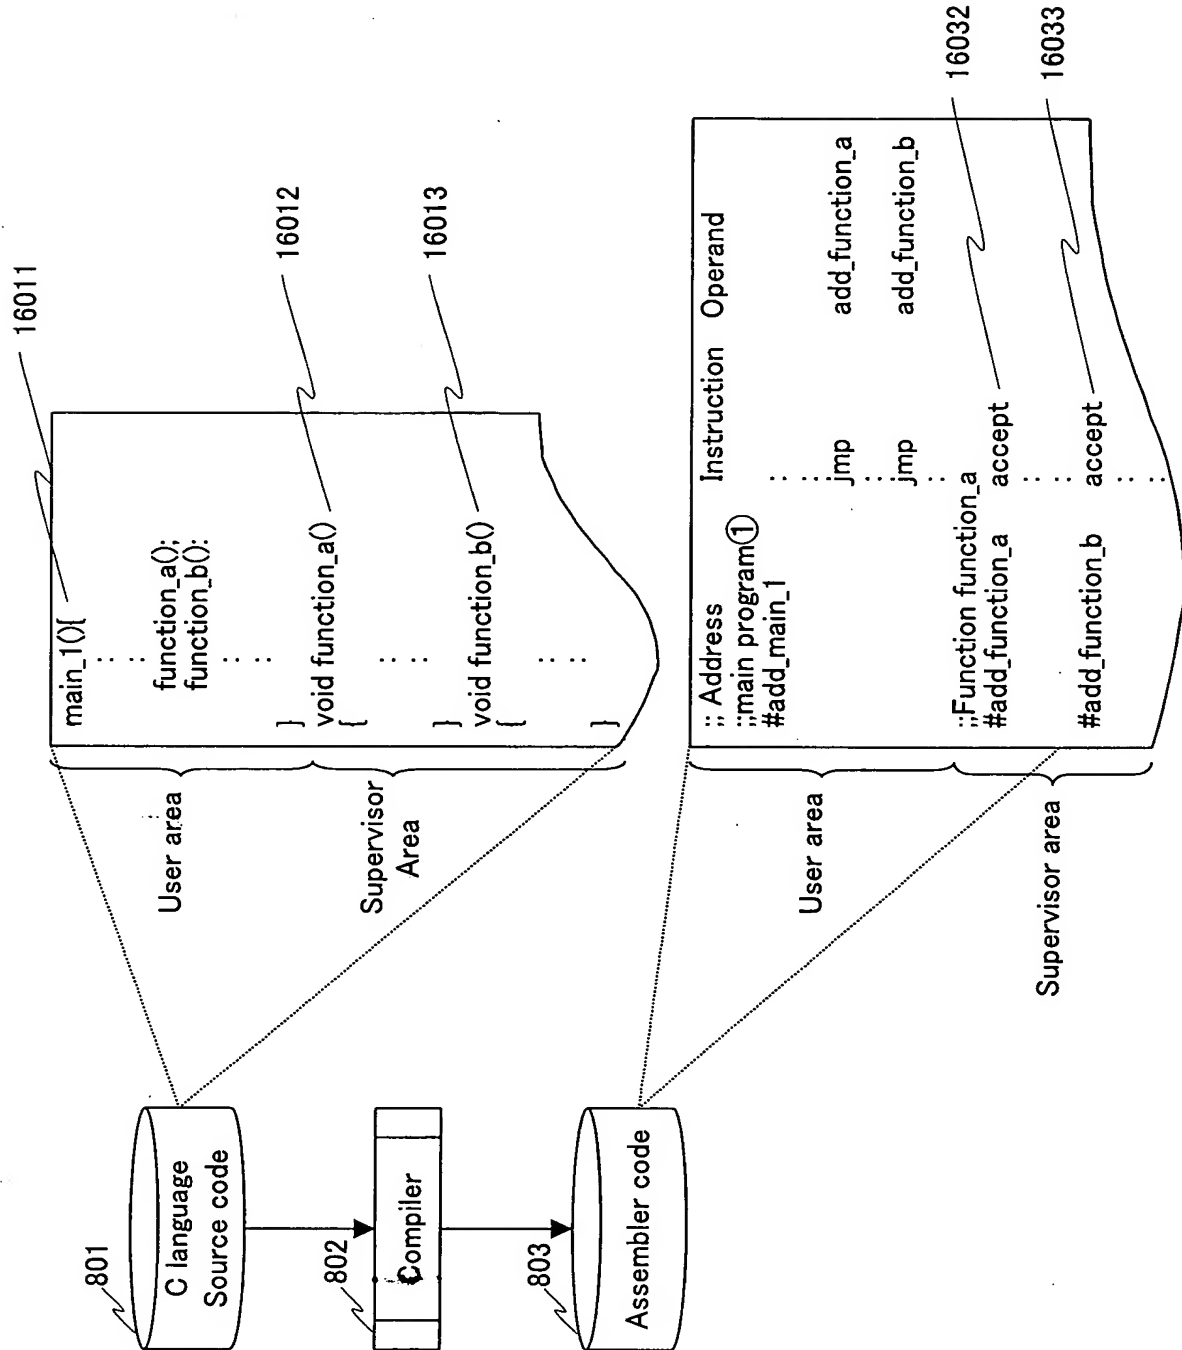 801
C language
Source code
802
Compiler
803
Assembler code
User area
Supervisor
Area
16011
main_1(){
: :
function_a();
function_b():
: :
: :
}
void function_a()
16012
{
: :
: :
}
void function_b()
16013
{
: :
: :
}
User area
Supervisor area
;; Address Instruction Operand
;;main program①
#add_main_1 : :
: :
jmp add_function_a
: :
jmp add_function_b
: :
;;Function function_a
#add_function_a accept
16032
: :
: :
#add_function_b accept
16033
: :
: :